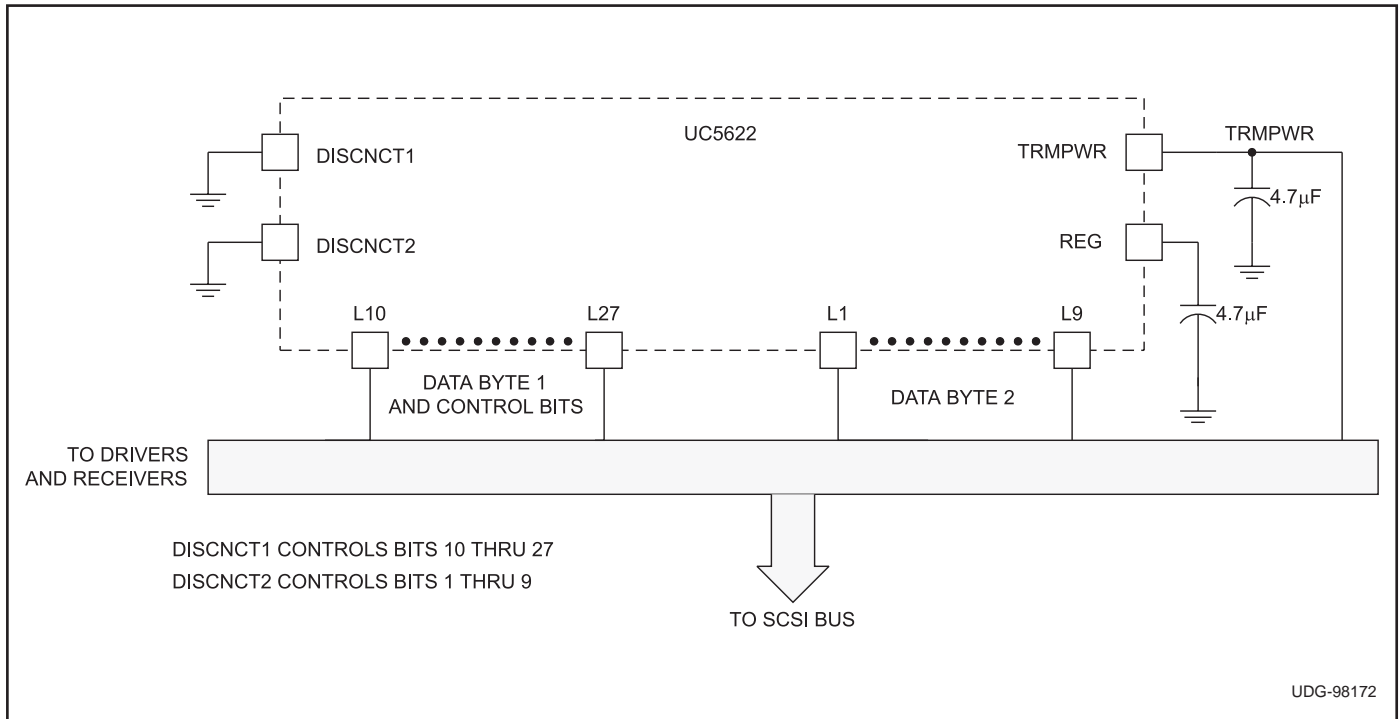 UC5622
DISCNCT1
TRMPWR
TRMPWR
4.7µF
DISCNCT2
REG
4.7µF
L10
L27
L1
L9
DATA BYTE 1
AND CONTROL BITS
DATA BYTE 2
TO DRIVERS
AND RECEIVERS
DISCNCT1 CONTROLS BITS 10 THRU 27
DISCNCT2 CONTROLS BITS 1 THRU 9
TO SCSI BUS
UDG-98172